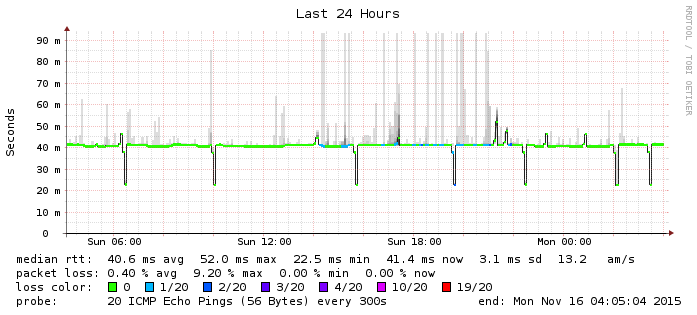 Last 24 Hours
RRDTOOL / TOBI OETIKER
Seconds
90 m
80 m
70 m
60 m
50 m
40 m
30 m
20 m
10 m
0
Sun 06:00 Sun 12:00 Sun 18:00 Mon 00:00
median rtt: 40.6 ms avg 52.0 ms max 22.5 ms min 41.4 ms now 3.1 ms sd 13.2 am/s
packet loss: 0.40 % avg 9.20 % max 0.00 % min 0.00 % now
loss color: 0 1/20 2/20 3/20 4/20 10/20 19/20
probe: 20 ICMP Echo Pings (56 Bytes) every 300s end: Mon Nov 16 04:05:04 2015